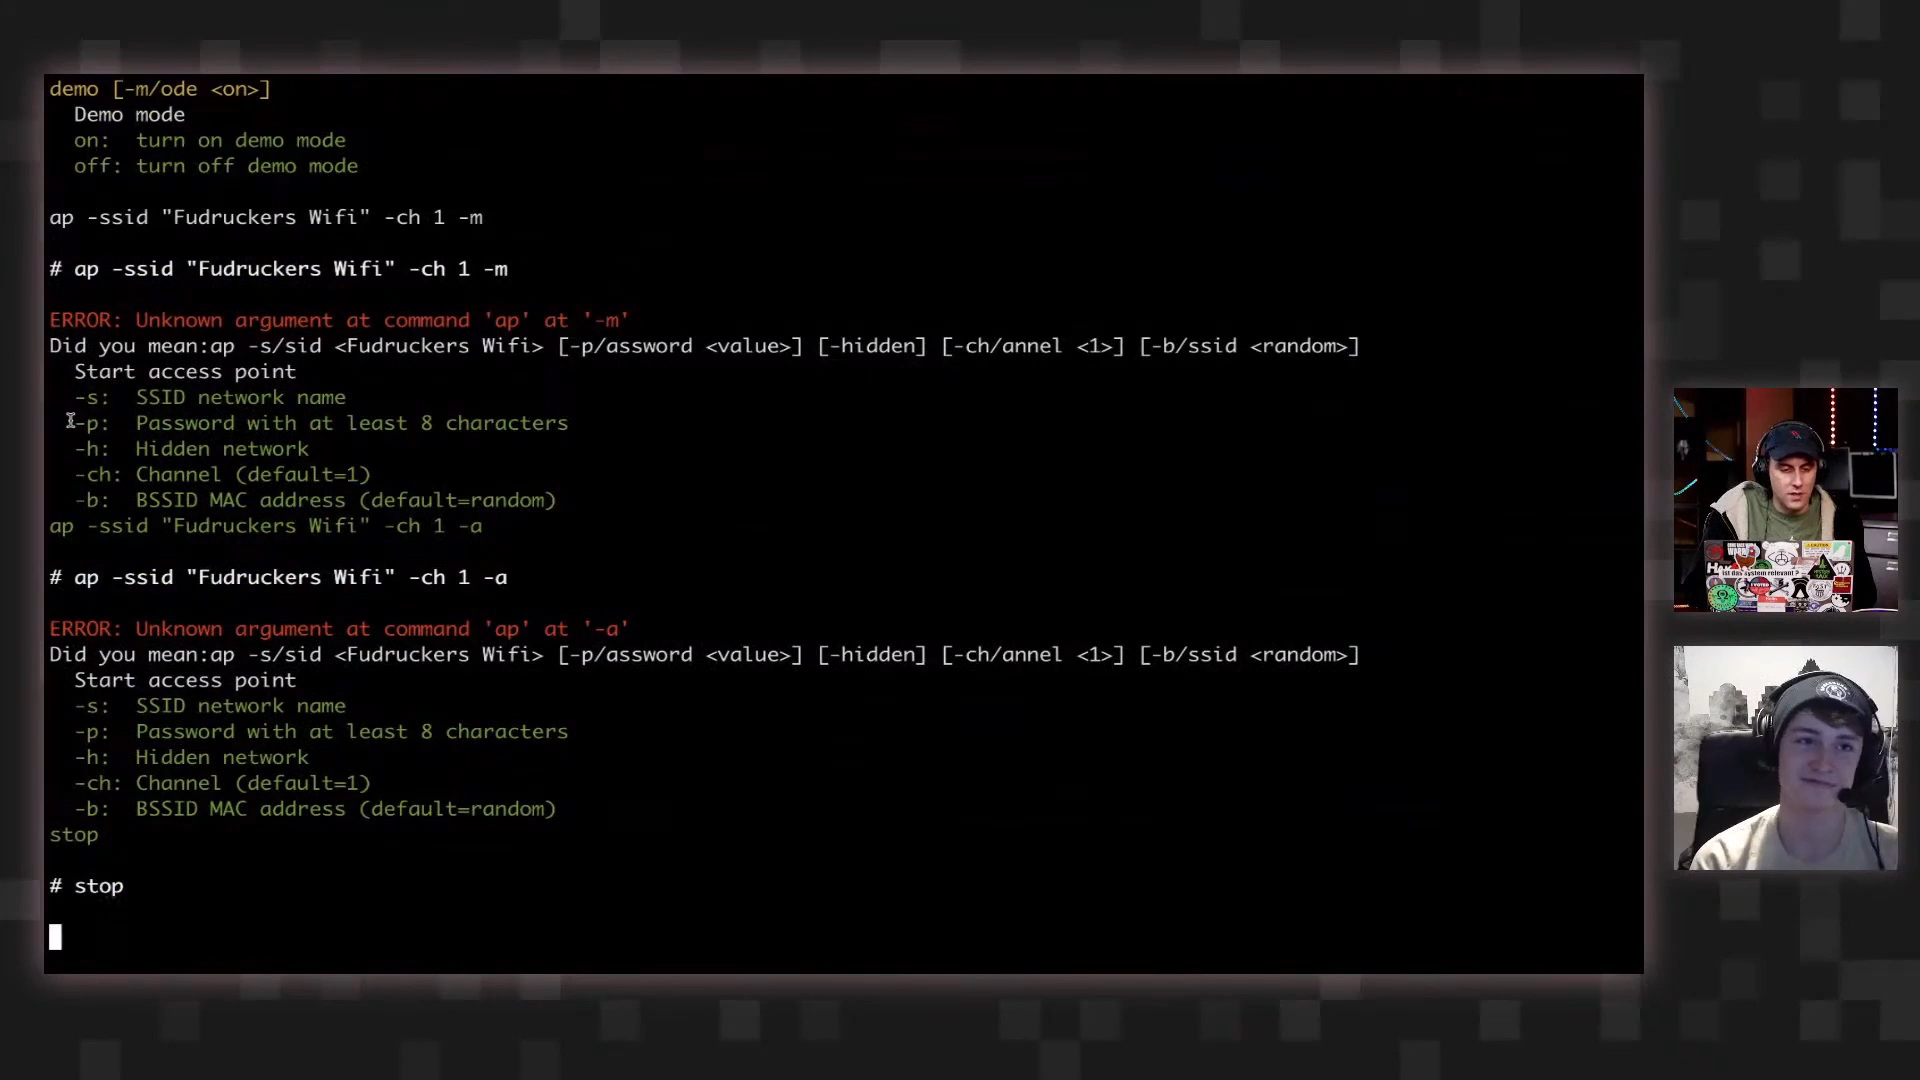 demo [-m/ode <on>]
Demo mode
on: turn on demo mode
off: turn off demo mode
ap -ssid "Fudruckers Wifi" -ch 1 -m
# ap -ssid "Fudruckers Wifi" -ch 1 -m
ERROR: Unknown argument at command 'ap' at '-m'
Did you mean:ap -s/sid <Fudruckers Wifi> [-p/assword <value>] [-hidden] [-ch/annel <1>] [-b/ssid <random>]
Start access point
-s: SSID network name
-p: Password with at least 8 characters
-h: Hidden network
-ch: Channel (default=1)
-b: BSSID MAC address (default=random)
ap -ssid "Fudruckers Wifi" -ch 1 -a
# ap -ssid "Fudruckers Wifi" -ch 1 -a
ERROR: Unknown argument at command 'ap' at '-a'
Did you mean:ap -s/sid <Fudruckers Wifi> [-p/assword <value>] [-hidden] [-ch/annel <1>] [-b/ssid <random>]
Start access point
-s: SSID network name
-p: Password with at least 8 characters
-h: Hidden network
-ch: Channel (default=1)
-b: BSSID MAC address (default=random)
stop
# stop
ist das system relevant ?